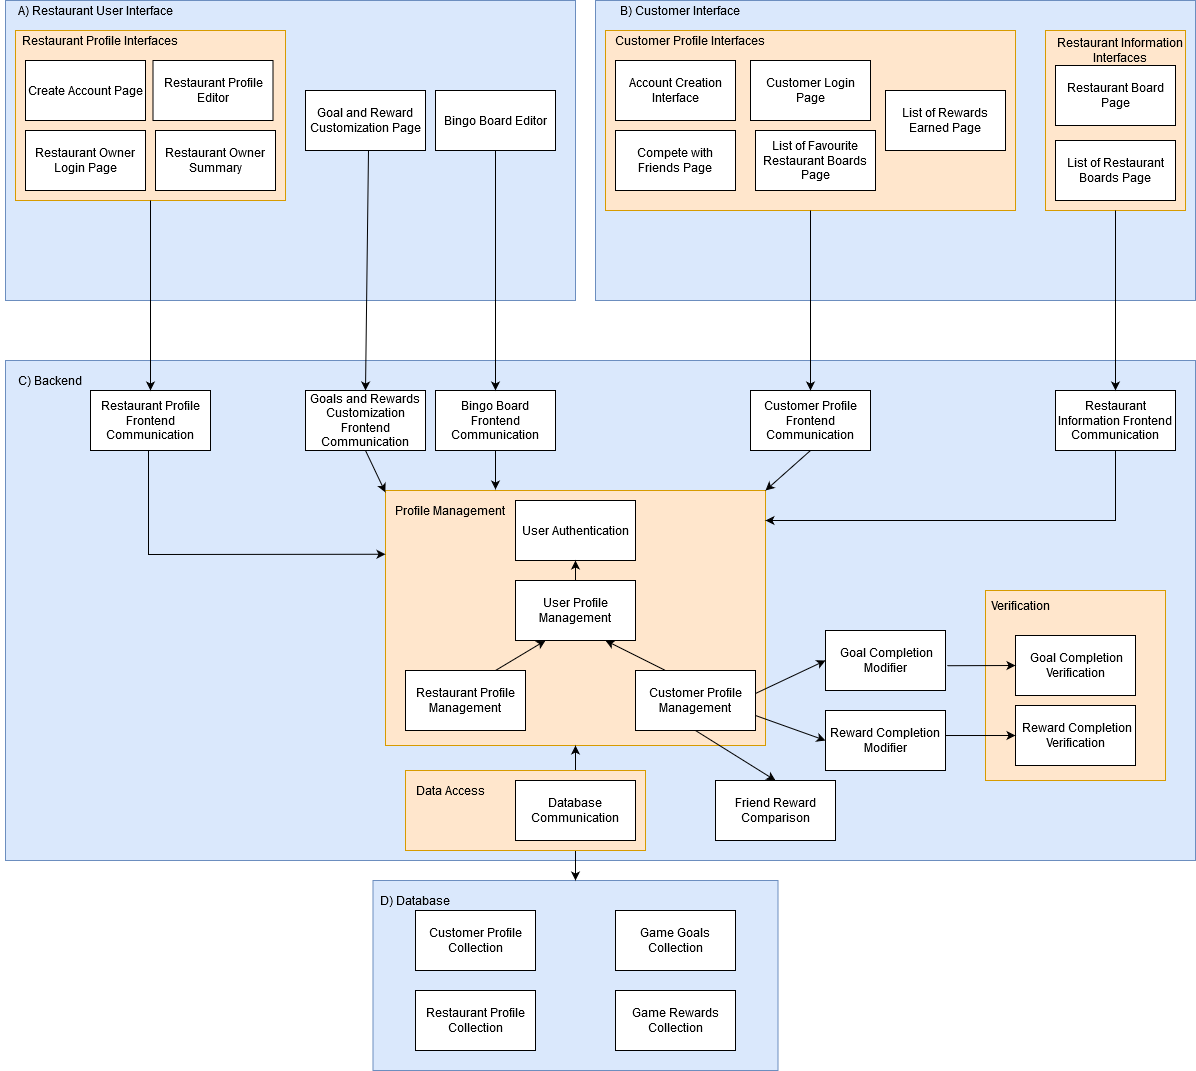 A) Restaurant User Interface
Restaurant Profile Interfaces
Create Account Page
Restaurant Profile
Editor
Restaurant Owner
Login Page
Restaurant Owner
Summary
Goal and Reward
Customization Page
Bingo Board Editor
B) Customer Interface
Customer Profile Interfaces
Account Creation
Interface
Customer Login
Page
List of Rewards
Earned Page
Compete with
Friends Page
List of Favourite
Restaurant Boards
Page
Restaurant Information
Interfaces
Restaurant Board
Page
List of Restaurant
Boards Page
C) Backend
Restaurant Profile
Frontend
Communication
Goals and Rewards
Customization
Frontend
Communication
Bingo Board
Frontend
Communication
Customer Profile
Frontend
Communication
Restaurant
Information Frontend
Communication
Profile Management
User Authentication
User Profile
Management
Restaurant Profile
Management
Customer Profile
Management
Goal Completion
Modifier
Reward Completion
Modifier
Verification
Goal Completion
Verification
Reward Completion
Verification
Data Access
Database
Communication
Friend Reward
Comparison
D) Database
Customer Profile
Collection
Game Goals
Collection
Restaurant Profile
Collection
Game Rewards
Collection